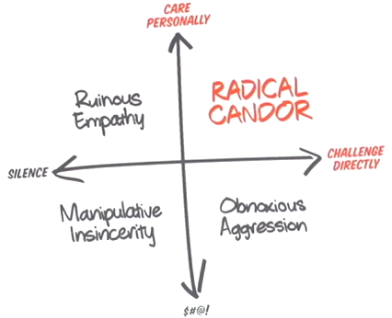 CARE
PERSONALLY
Ruinous
Empathy
RADICAL
CANDOR
SILENCE
CHALLENGE
DIRECTLY
Manipulative
Insincerity
Obnoxious
Aggression
$#@!